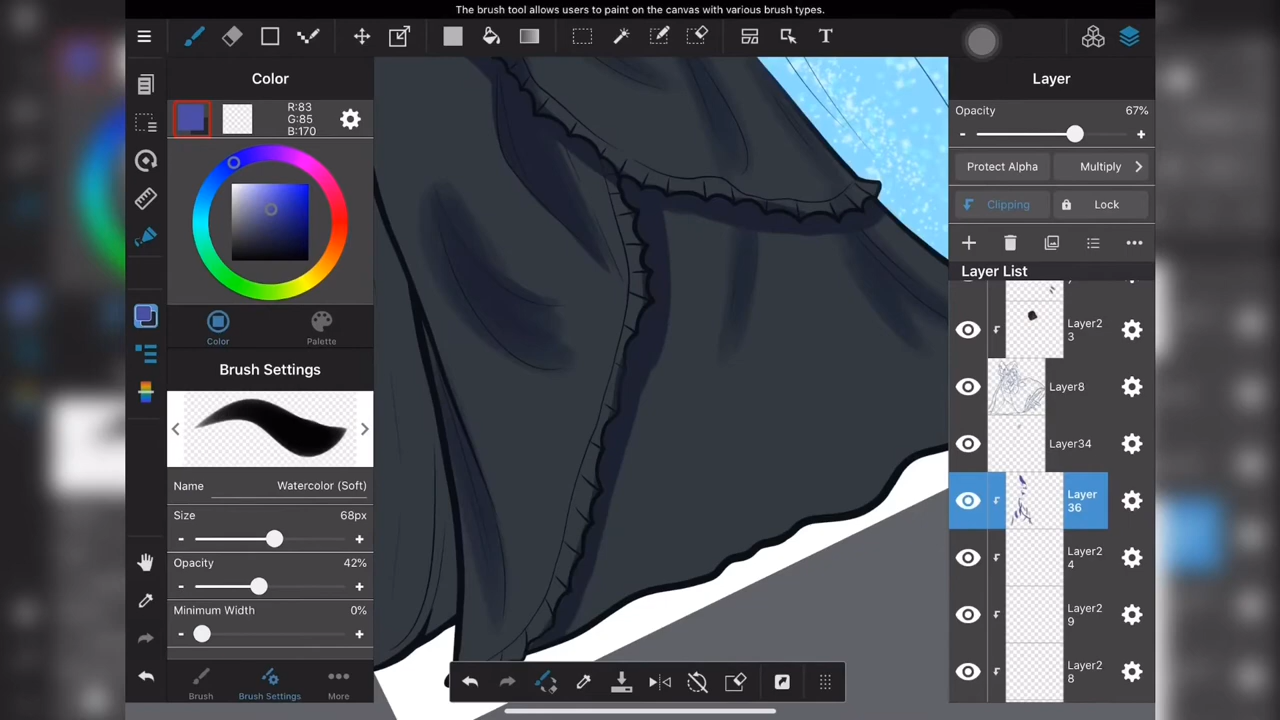 The brush tool allows users to paint on the canvas with various brush types.
T
Color
R:83
G:85
B:170
Color
Palette
Brush Settings
Name
Watercolor (Soft)
Size
68px
-
+
Opacity
42%
-
+
Minimum Width
0%
-
+
Brush
Brush Settings
More
Layer
Opacity
67%
-
+
Protect Alpha
Multiply
Clipping
Lock
Layer List
Layer2
3
Layer8
Layer34
Layer
36
Layer2
4
Layer2
9
Layer2
8